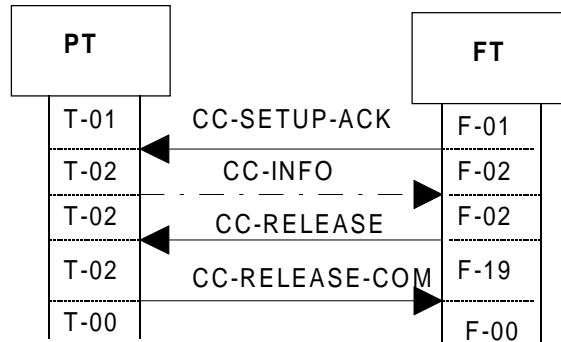 PT FT
T-01 CC-SETUP-ACK F-01
T-02 CC-INFO F-02
T-02 CC-RELEASE F-02
T-02 CC-RELEASE-COM F-19
T-00 F-00